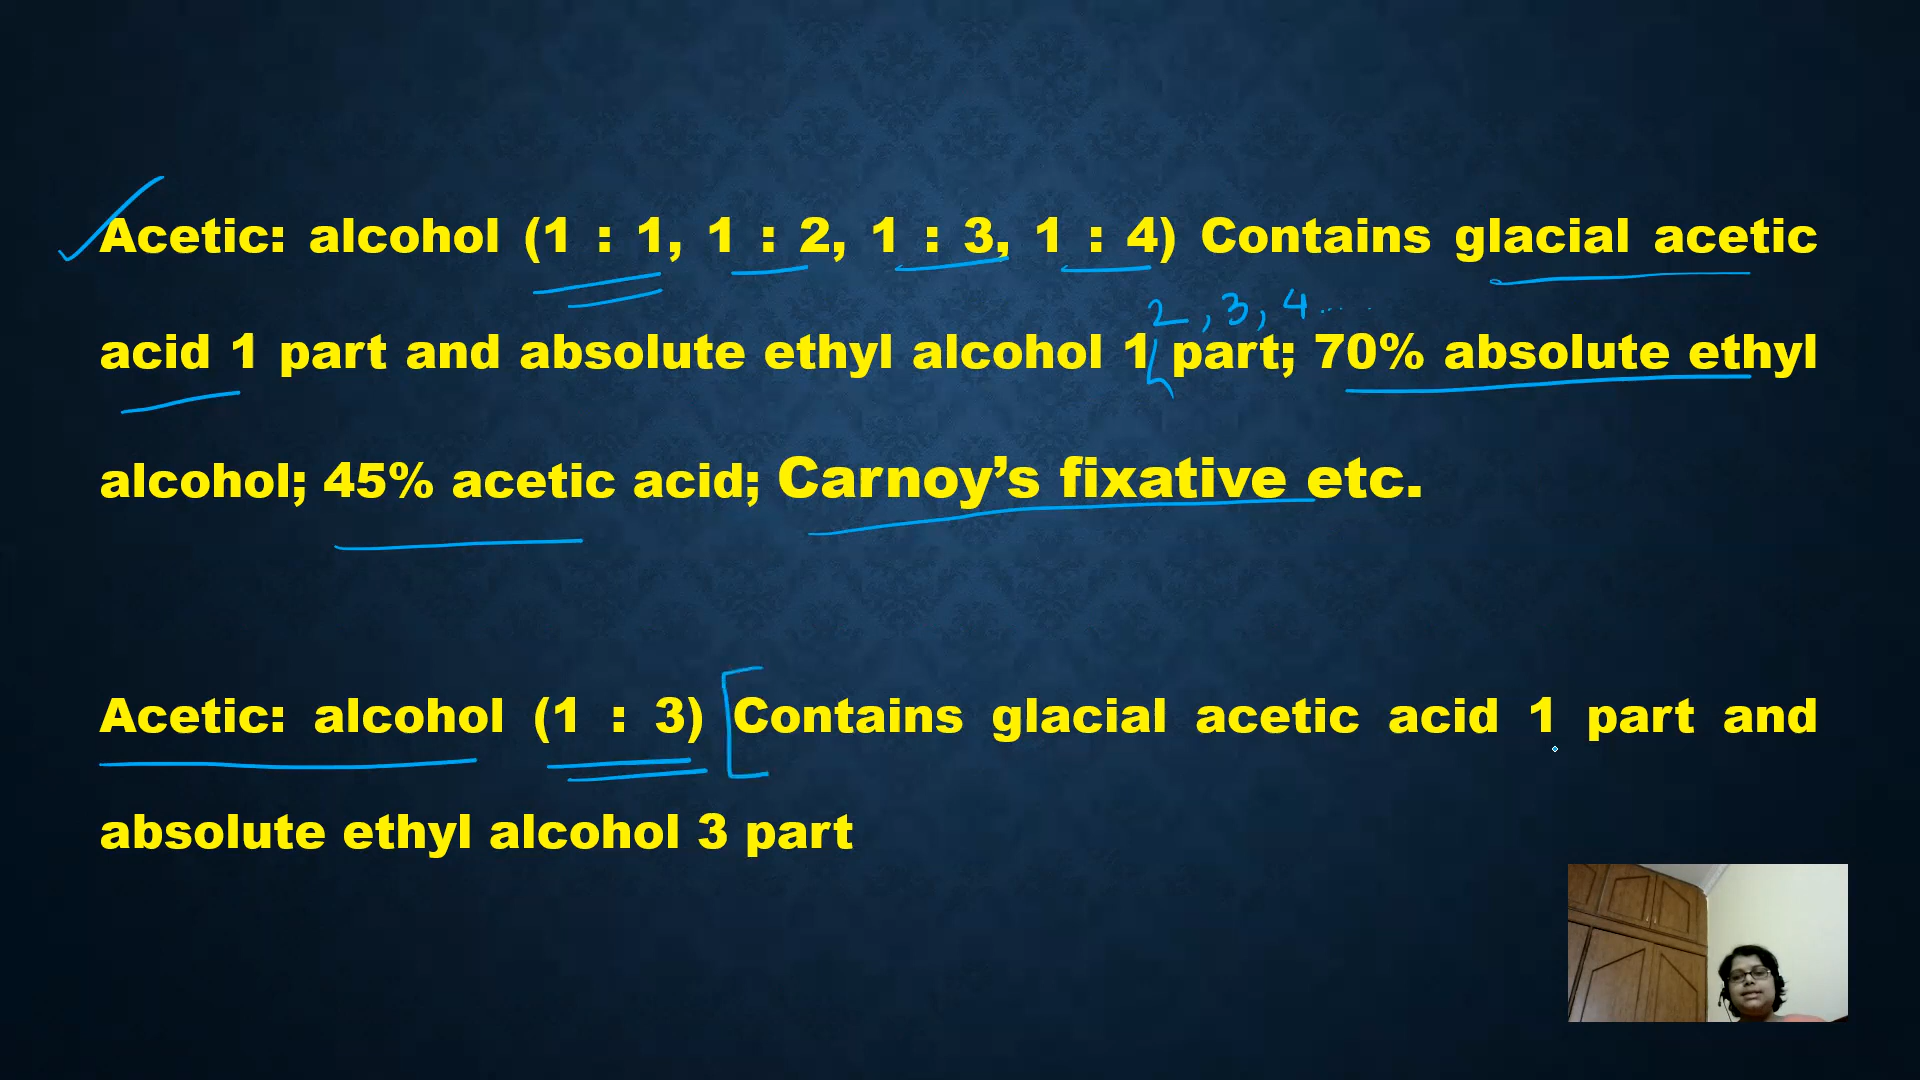 Acetic: alcohol (1 : 1, 1 : 2, 1 : 3, 1 : 4) Contains glacial acetic
2, 3, 4...
acid 1 part and absolute ethyl alcohol 1 part; 70% absolute ethyl
alcohol; 45% acetic acid; Carnoy’s fixative etc.
Acetic: alcohol (1 : 3) Contains glacial acetic acid 1 part and
absolute ethyl alcohol 3 part